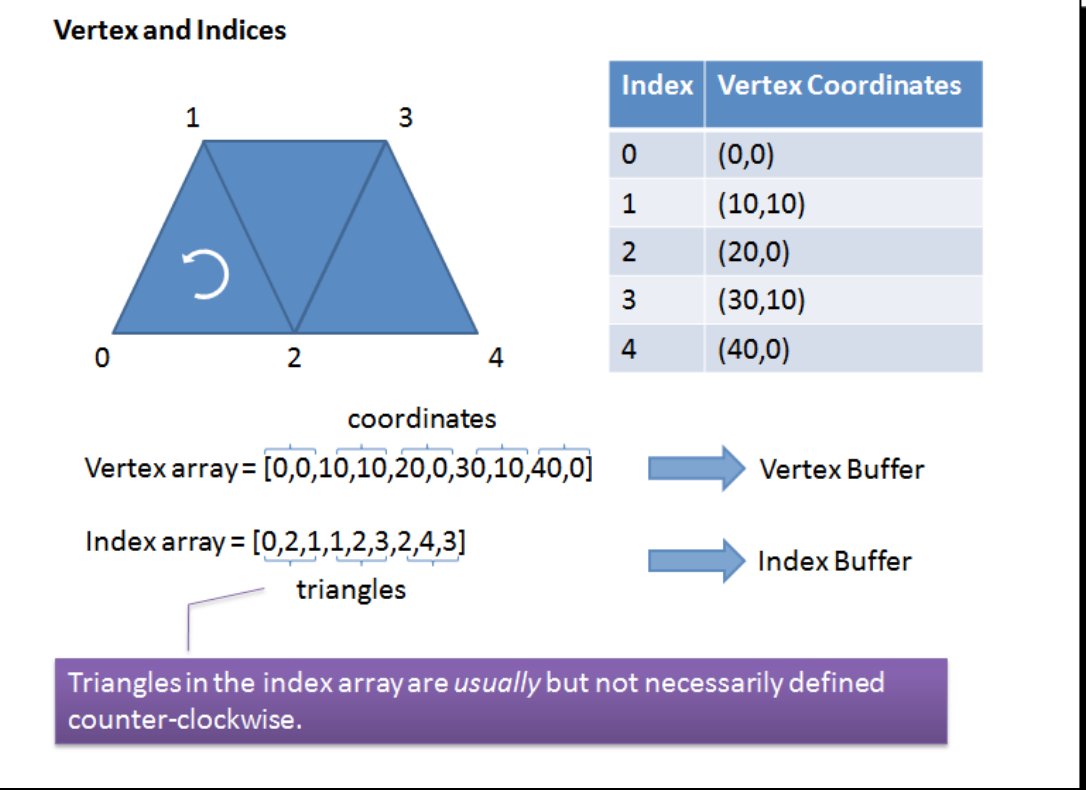 Vertex and Indices
1
3
0
2
4
Index Vertex Coordinates
0 (0,0)
1 (10,10)
2 (20,0)
3 (30,10)
4 (40,0)
coordinates
Vertex array = [0,0,10,10,20,0,30,10,40,0]
Vertex Buffer
Index array = [0,2,1,1,2,3,2,4,3]
Index Buffer
triangles
Triangles in the index array are usually but not necessarily defined
counter-clockwise.